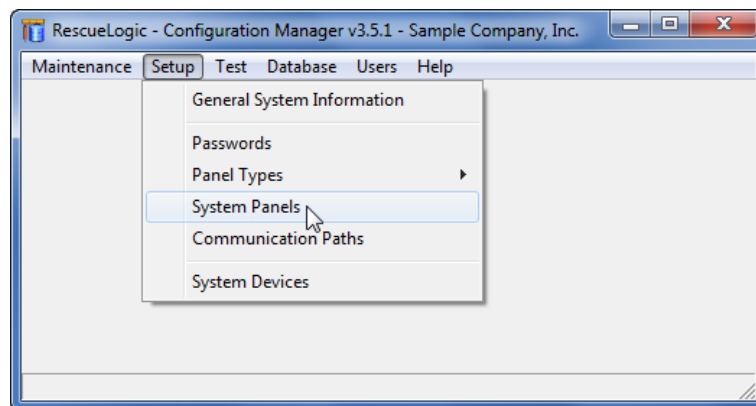 RescueLogic - Configuration Manager v3.5.1 - Sample Company, Inc.
Maintenance Setup Test Database Users Help
General System Information
Passwords
Panel Types
System Panels
Communication Paths
System Devices